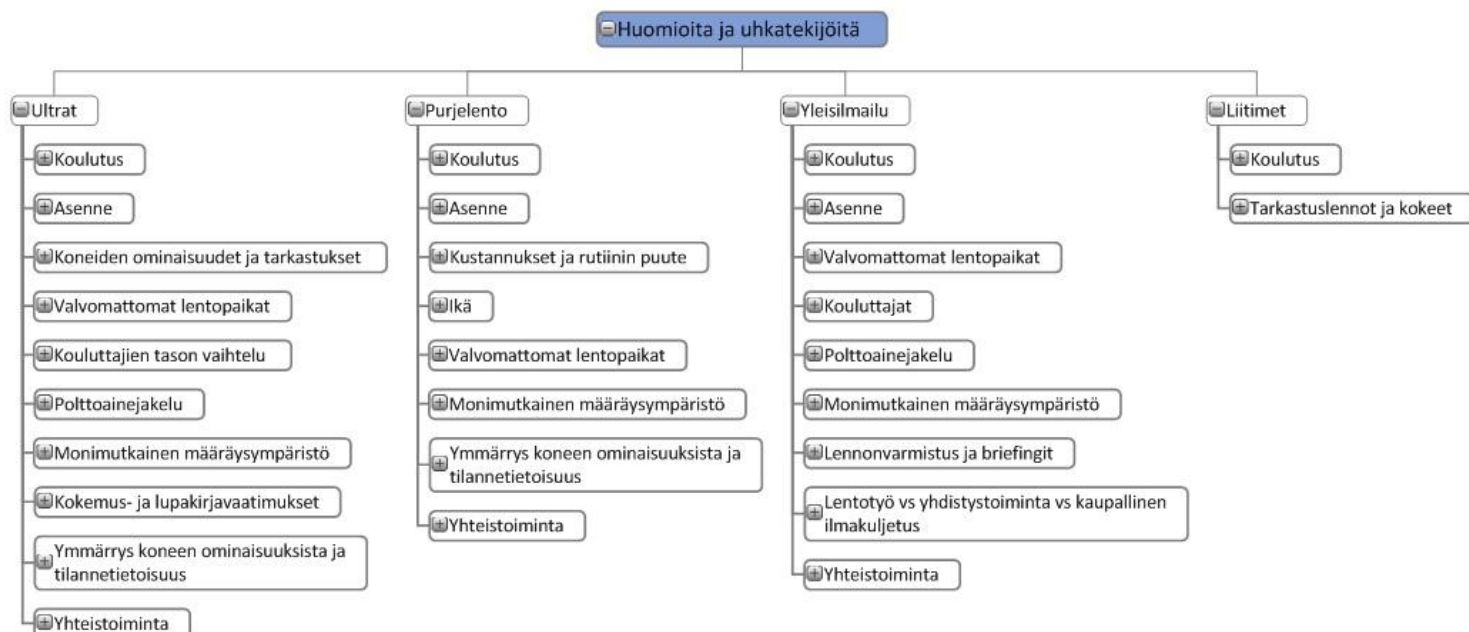 Huomioita ja uhkatekijöitä
Ultrat
Koulutus
Asenne
Koneiden ominaisuudet ja tarkastukset
Valvomattomat lentopaikat
Kouluttajien tason vaihtelu
Polttoainejakelu
Monimutkainen määräysympäristö
Kokemus- ja lupakirjavaatimukset
Ymmärrys koneen ominaisuuksista ja
tilannetietoisuus
Yhteistoiminta
Purjelento
Koulutus
Asenne
Kustannukset ja rutiinin puute
Ikä
Valvomattomat lentopaikat
Monimutkainen määräysympäristö
Ymmärrys koneen ominaisuuksista ja
tilannetietoisuus
Yhteistoiminta
Yleisilmailu
Koulutus
Asenne
Valvomattomat lentopaikat
Kouluttajat
Polttoainejakelu
Monimutkainen määräysympäristö
Lennonvarmistus ja briefingit
Lentotyö vs yhdistystoiminta vs kaupallinen
ilmakuljetus
Yhteistoiminta
Liitimet
Koulutus
Tarkastuslennot ja kokeet